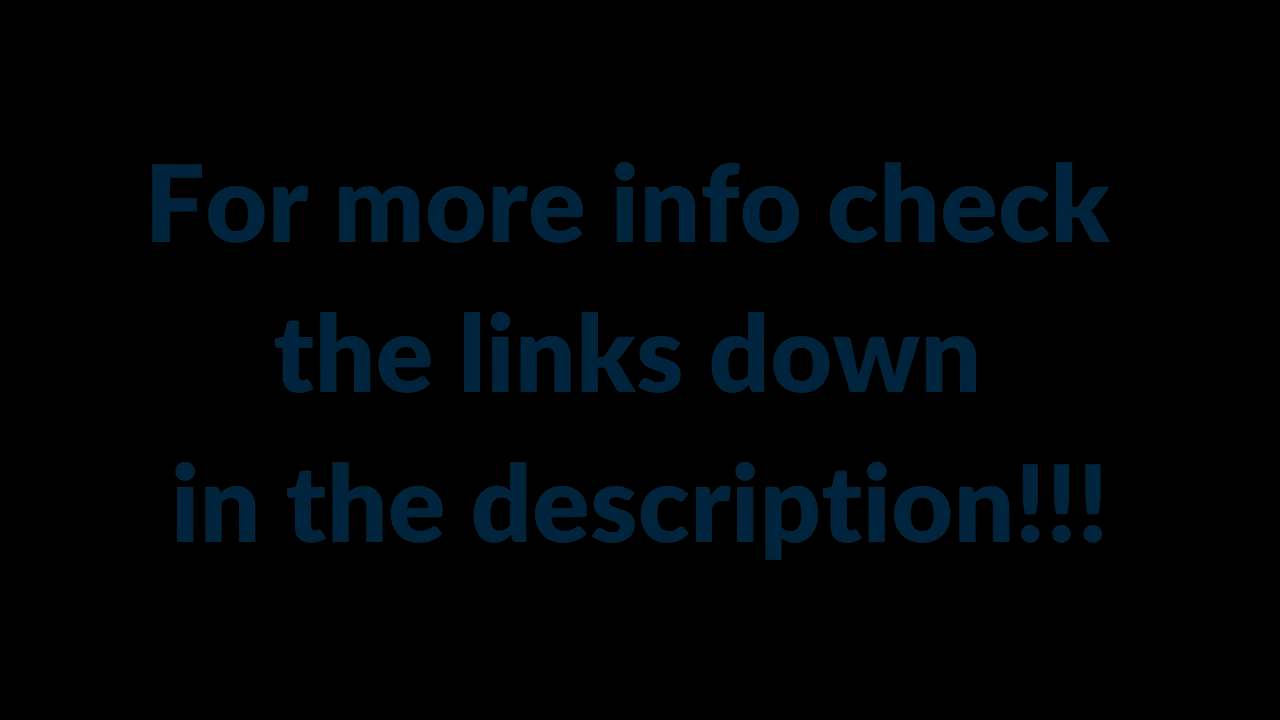 For more info check
the links down
in the description!!!